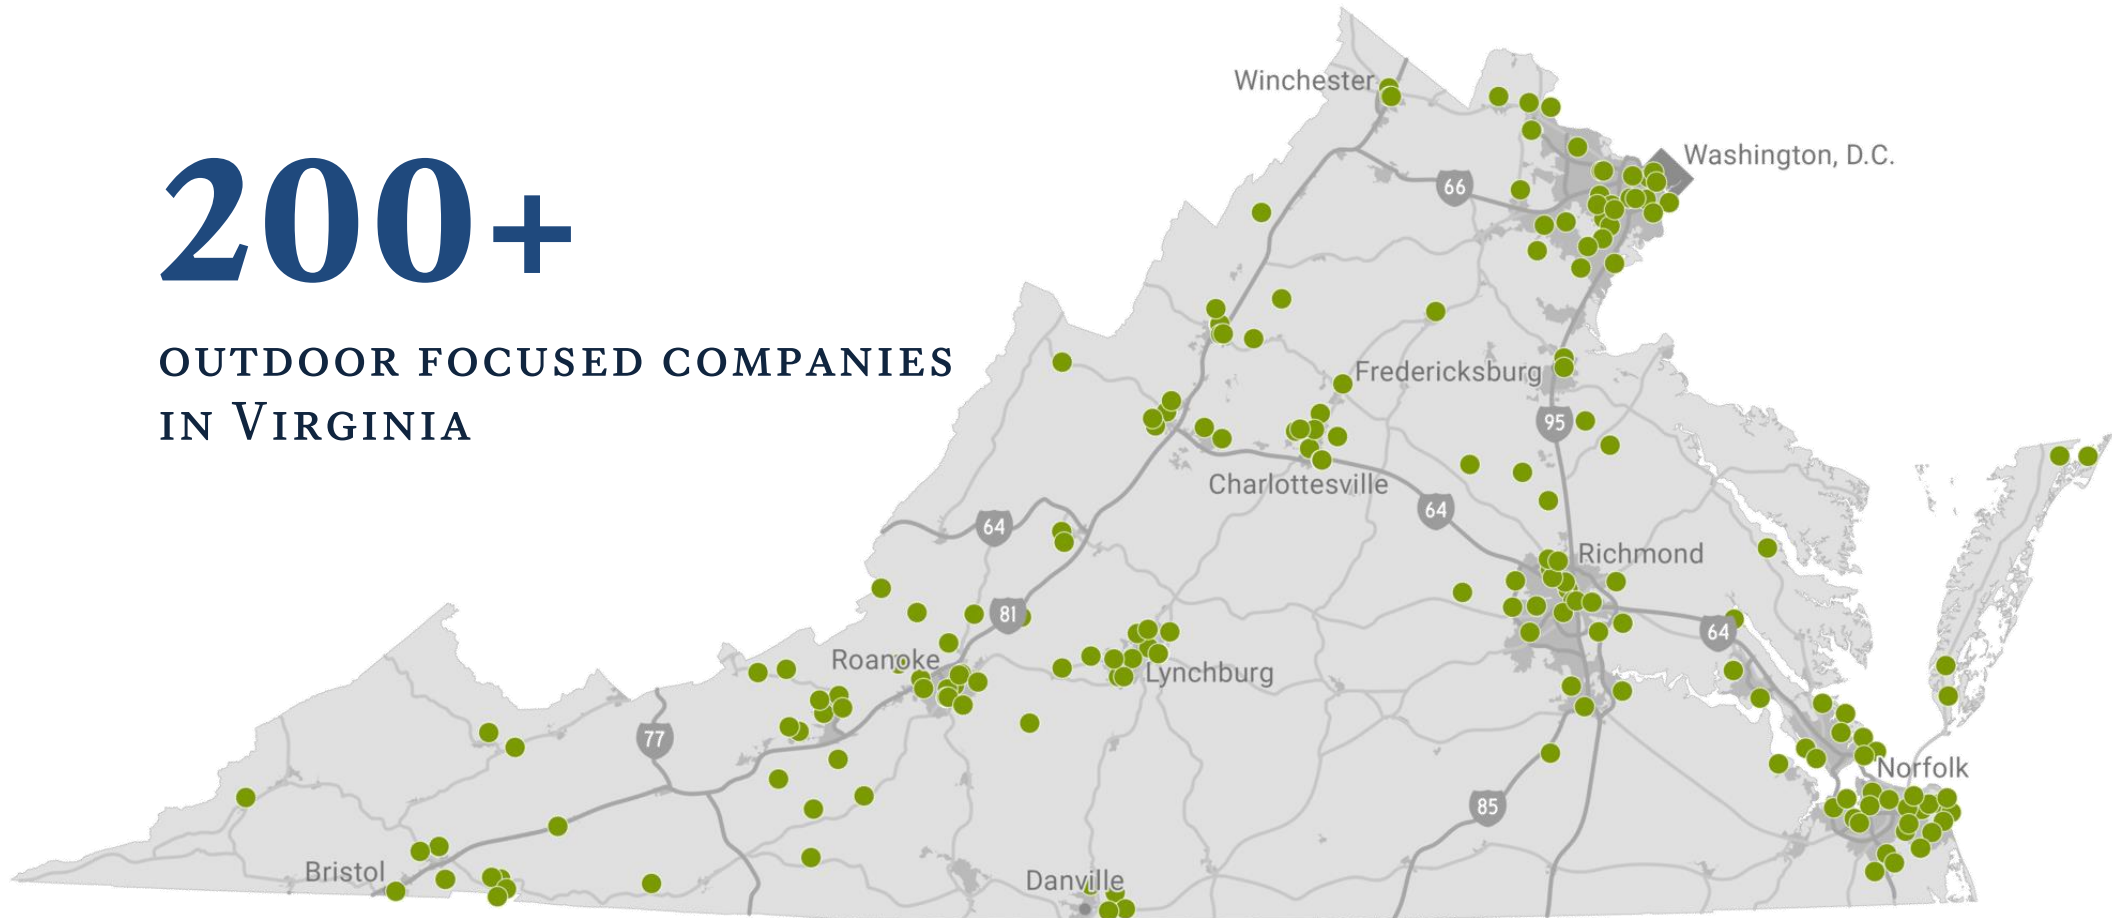 200+
OUTDOOR FOCUSED COMPANIES
IN VIRGINIA
Winchester
Washington, D.C.
66
Fredericksburg
95
Charlottesville
64
64
Richmond
81
64
Roanoke
Lynchburg
77
Norfolk
85
Bristol
Danville